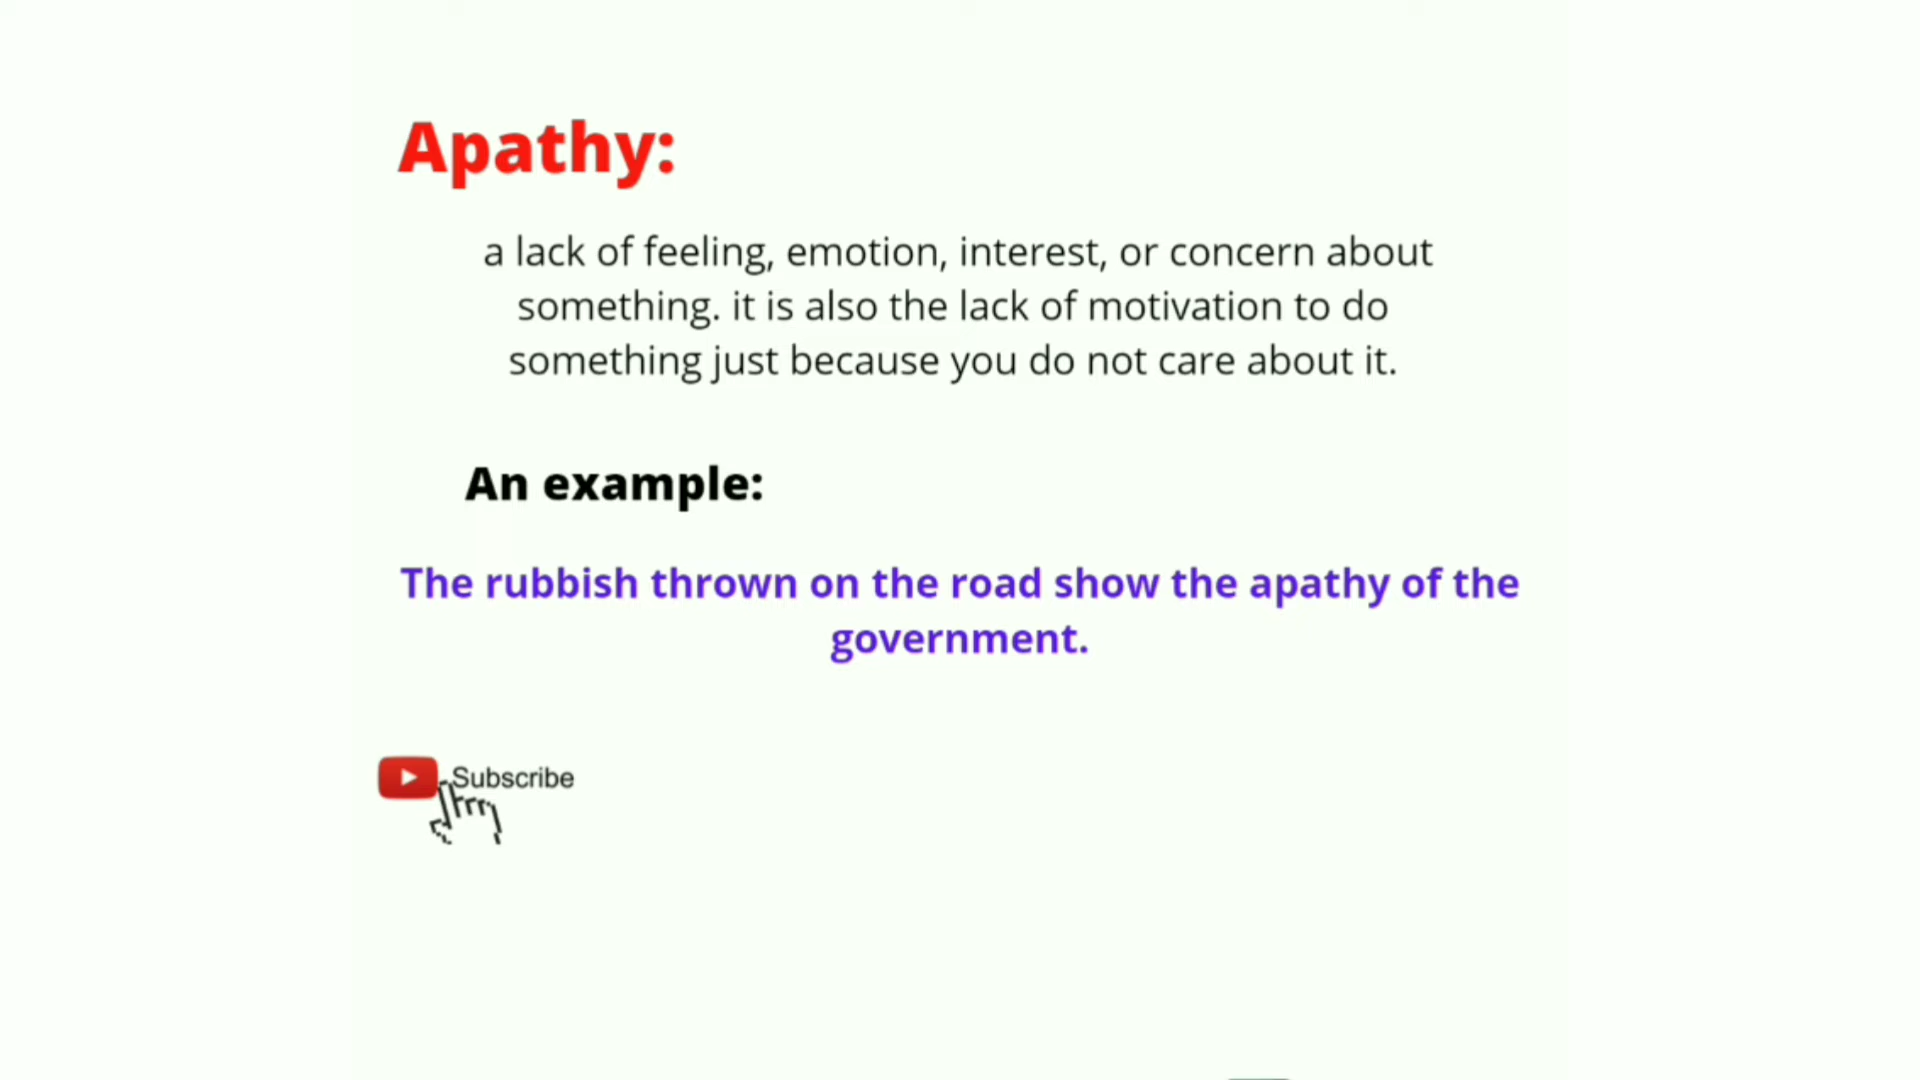 Apathy:
a lack of feeling, emotion, interest, or concern about
something. it is also the lack of motivation to do
something just because you do not care about it.
An example:
The rubbish thrown on the road show the apathy of the
government.
Subscribe